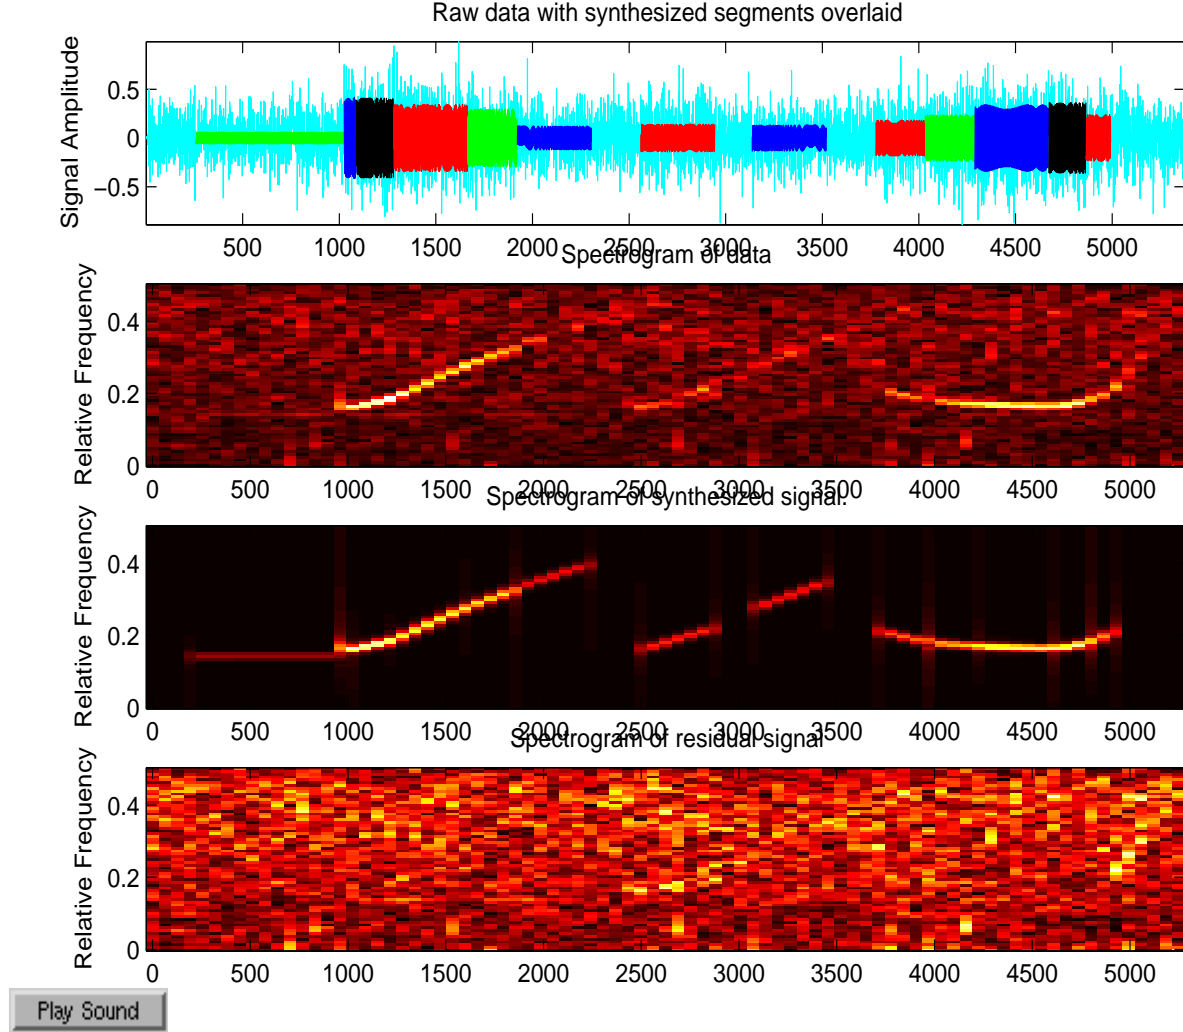 Raw data with synthesized segments overlaid
Signal Amplitude
0.5
0
−0.5
500 1000 1500 2000 2500 3000 3500 4000 4500 5000
Spectrogram of data
Relative Frequency
0.4
0.2
0
0 500 1000 1500 2000 2500 3000 3500 4000 4500 5000
Spectrogram of synthesized signal.
Relative Frequency
0.4
0.2
0
0 500 1000 1500 2000 2500 3000 3500 4000 4500 5000
Spectrogram of residual signal
Relative Frequency
0.4
0.2
0
0 500 1000 1500 2000 2500 3000 3500 4000 4500 5000
Play Sound